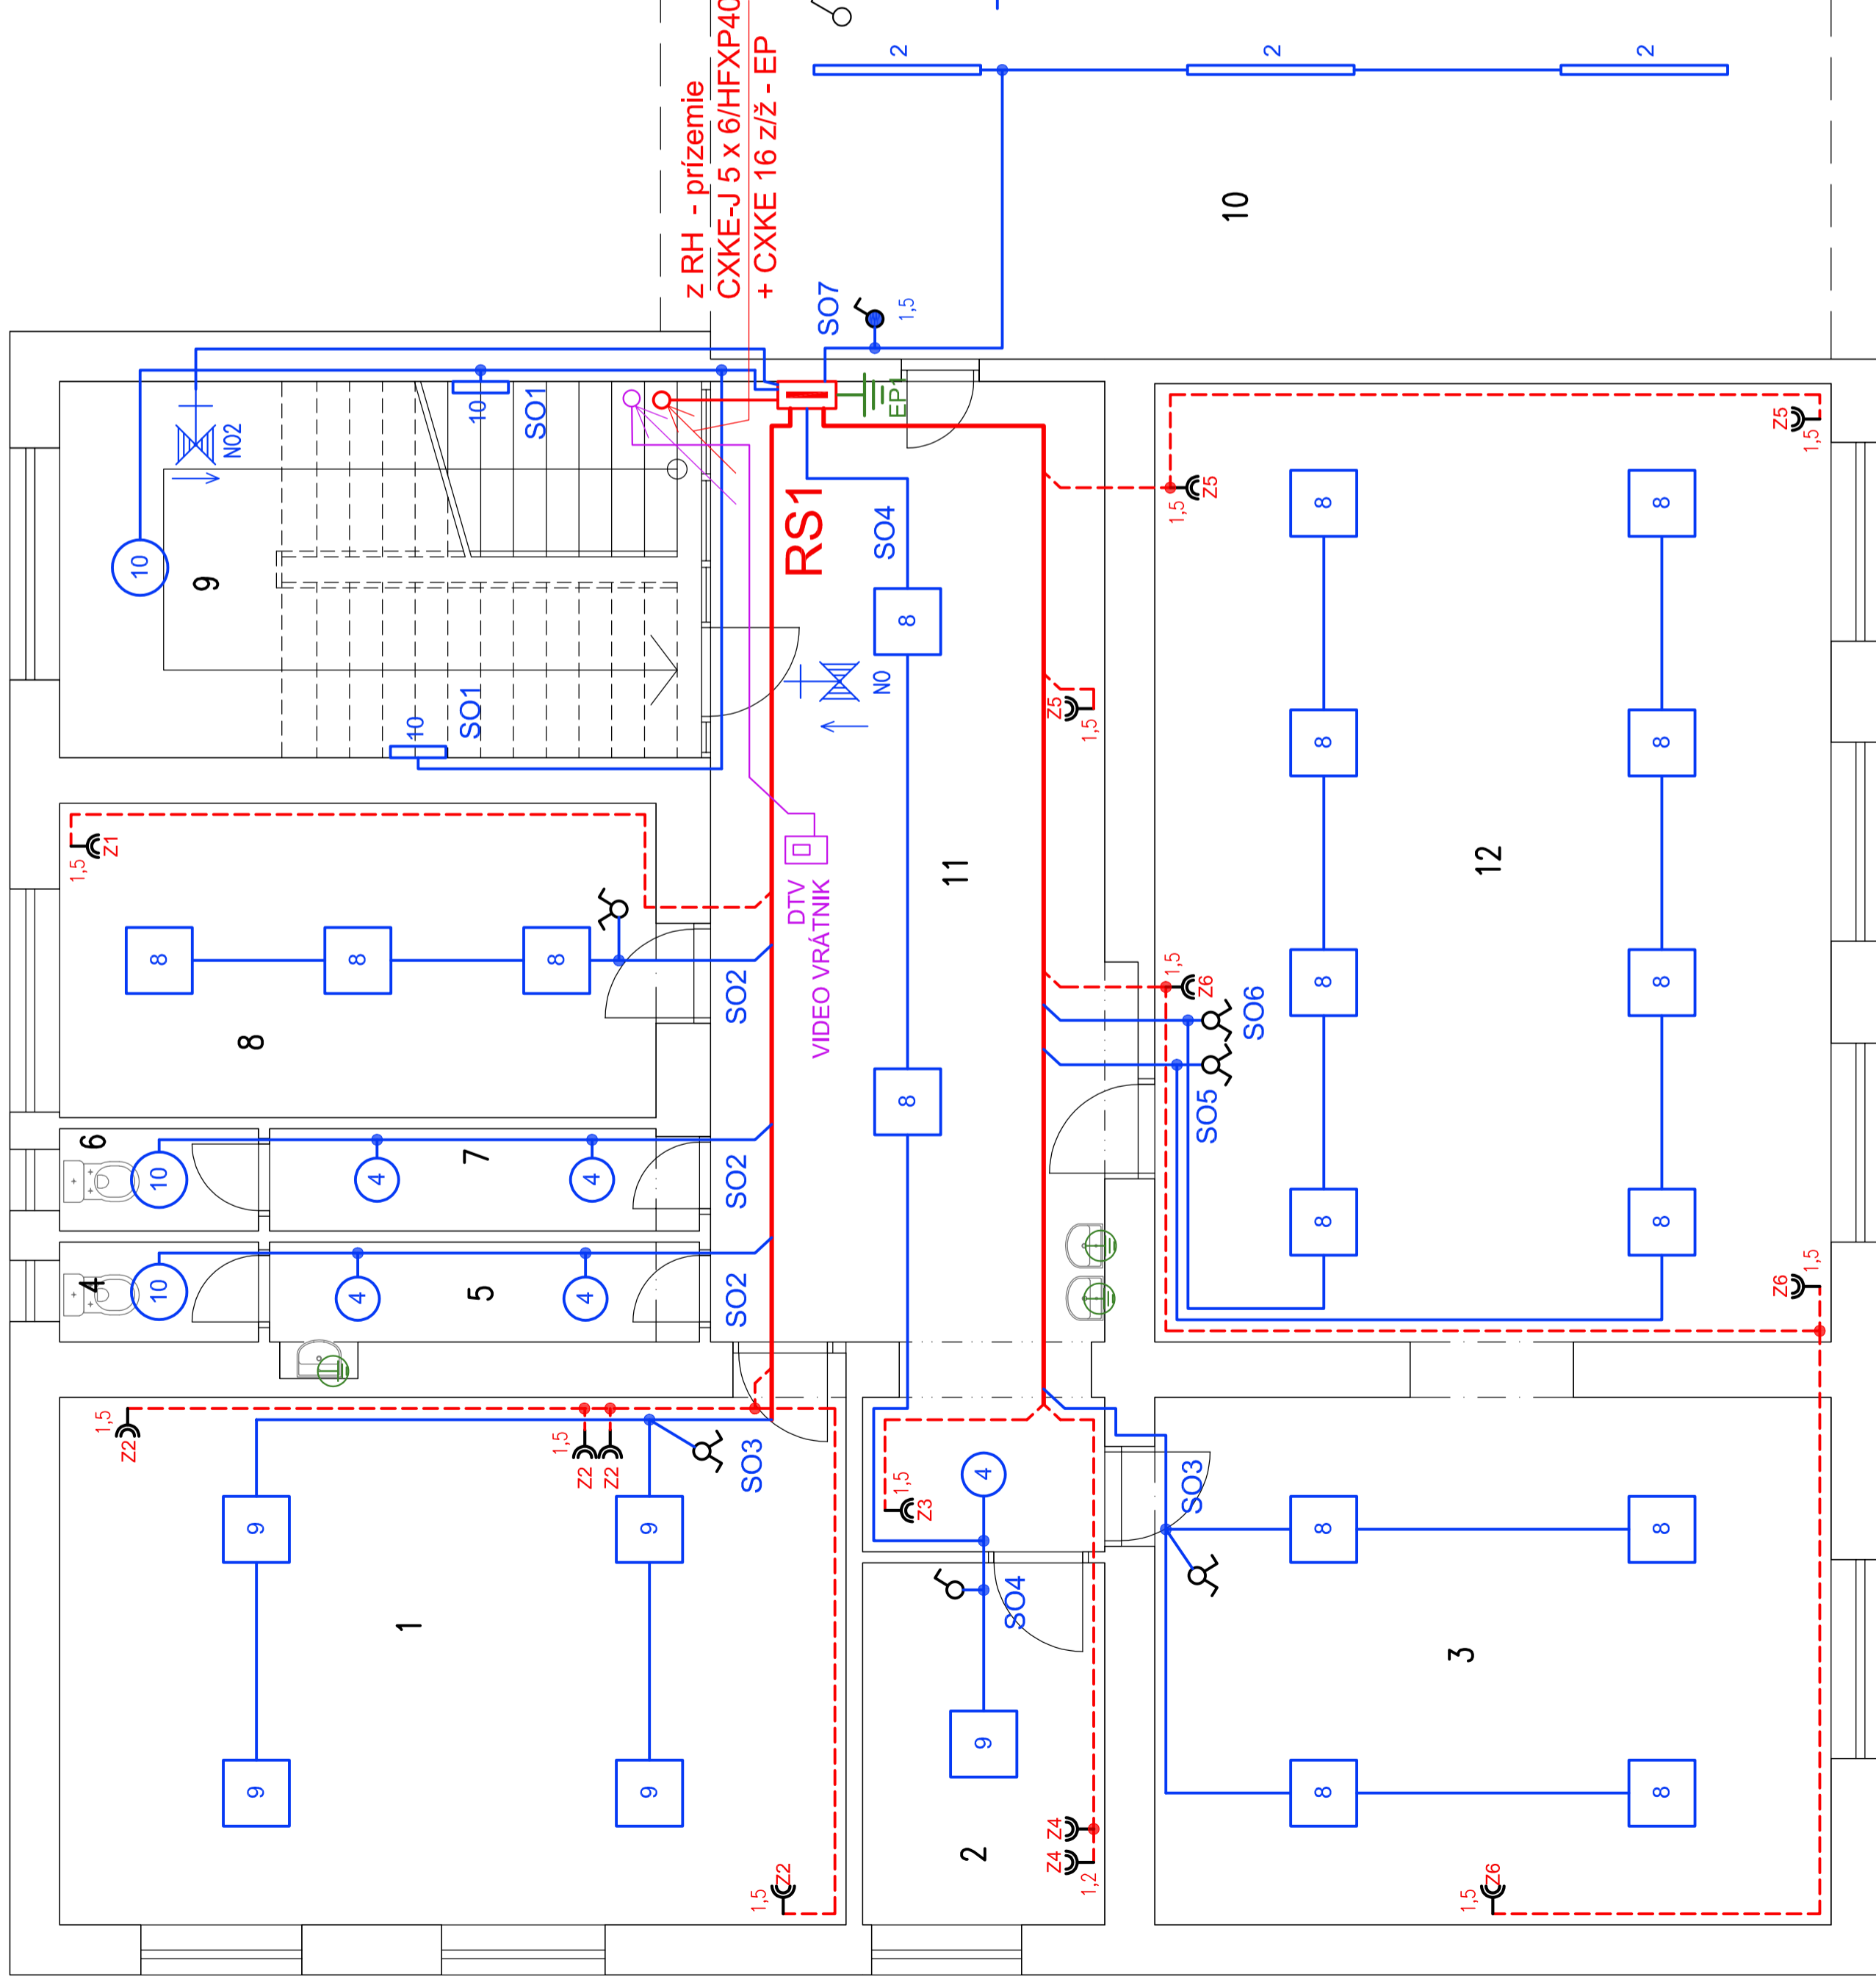 z RH - prízemie
CXKE-J 5 x 6/HFXP40
+ CXKE 16 z/ž - EP
2
2
2
10
SO7
1,5
EP1
NO2
10
SO1
10
9
10
SO1
RS1
SO4
8
NO
Z5
1,5
1,5
Z5
Z5
1,5
8
8
8
8
8
8
8
8
12
1,5
Z1
8
8
8
8
SO2
DTV
VIDEO VRÁTNIK
11
8
1,5
Z6
SO6
SO5
6
10
7
4
4
SO2
4
10
5
4
4
SO2
Z6
1,5
1,5
Z2
1,5
Z2
Z2
SO3
9
9
1
9
9
1,5
Z2
1,5
Z3
4
SO4
9
2
Z4
Z4
1,2
SO3
8
8
3
8
8
1,5
Z6